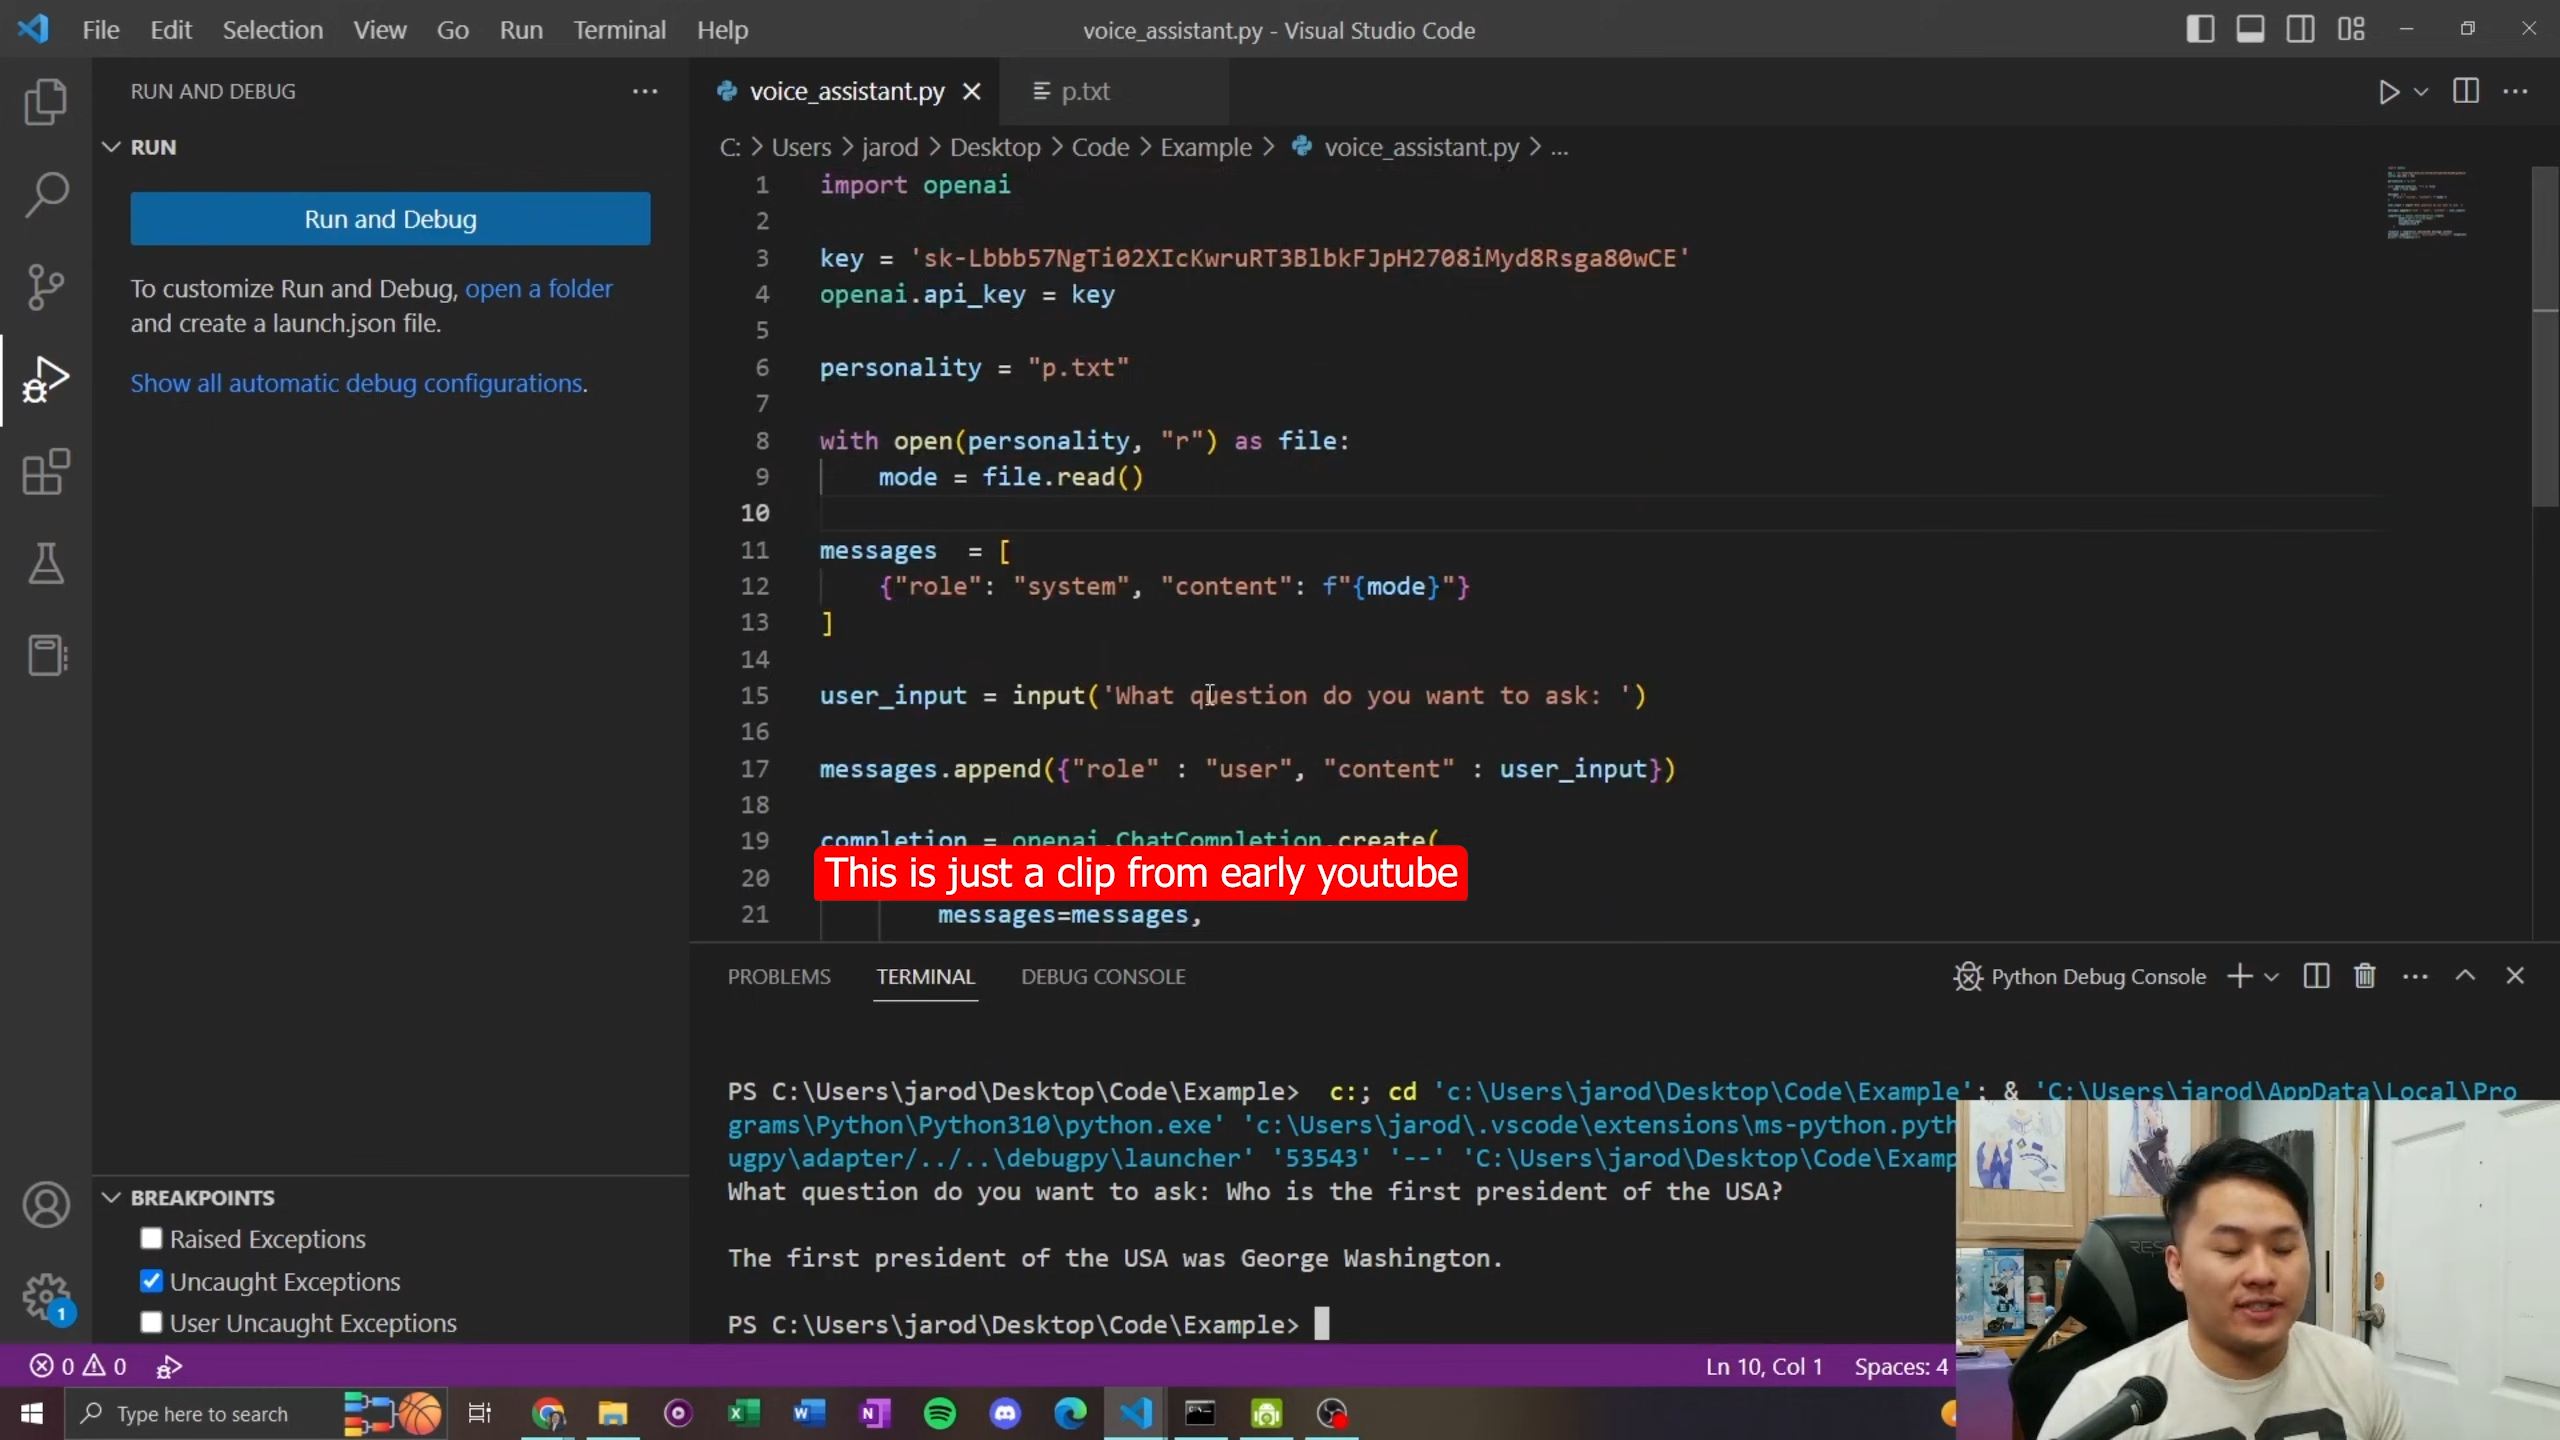 File Edit Selection View Go Run Terminal Help
voice_assistant.py - Visual Studio Code
RUN AND DEBUG
RUN
Run and Debug
To customize Run and Debug, open a folder
and create a launch.json file.
Show all automatic debug configurations.
BREAKPOINTS
Raised Exceptions
Uncaught Exceptions
User Uncaught Exceptions
1
voice_assistant.py
p.txt
C: > Users > jarod > Desktop > Code > Example > voice_assistant.py > ...
1 import openai
2
3 key = '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'
4 openai.api_key = key
5
6 personality = "p.txt"
7
8 with open(personality, "r") as file:
9 mode = file.read()
10
11 messages = [
12 {"role": "system", "content": f"{mode}"}
13 ]
14
15 user_input = input('What question do you want to ask: ')
16
17 messages.append({"role" : "user", "content" : user_input})
18
19 completion = openai.ChatCompletion.create(
20
This is just a clip from early youtube
21 messages=messages,
PROBLEMS TERMINAL DEBUG CONSOLE
Python Debug Console
PS C:\Users\jarod\Desktop\Code\Example> c:; cd 'c:\Users\jarod\Desktop\Code\Example'; & 'C:\Users\jarod\AppData\Local\Pro
grams\Python\Python310\python.exe' 'c:\Users\jarod\.vscode\extensions\ms-python.pyth
ugpy\adapter/../..\debugpy\launcher' '53543' '--' 'C:\Users\jarod\Desktop\Code\Examp
What question do you want to ask: Who is the first president of the USA?
The first president of the USA was George Washington.
PS C:\Users\jarod\Desktop\Code\Example>
0 0
Ln 10, Col 1 Spaces: 4
Type here to search